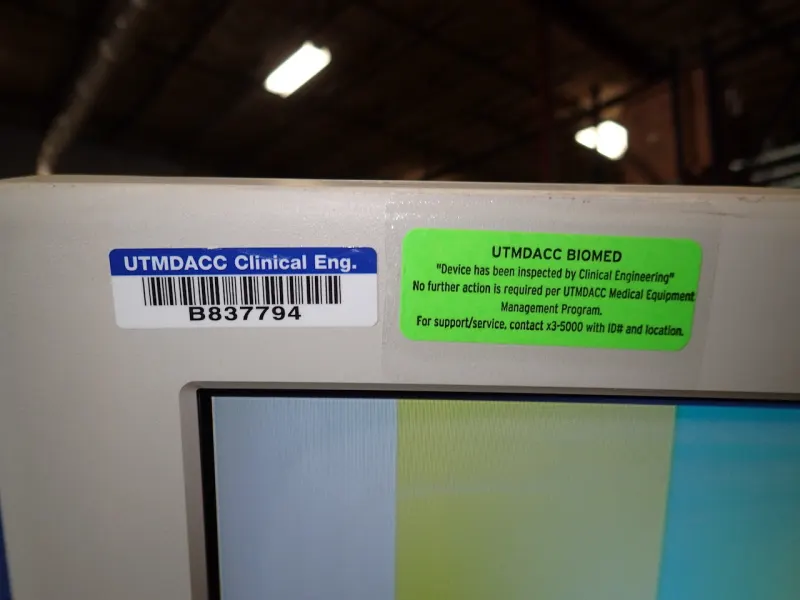 UTMDACC Clinical Eng.
B837794
UTMDACC BIOMED
"Device has been inspected by Clinical Engineering"
No further action is required per UTMDACC Medical Equipment
Management Program.
For support/service, contact x3-5000 with ID# and location.